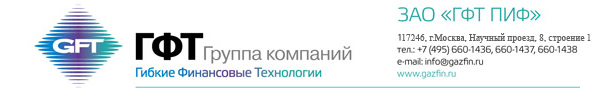 GFT
ГФТ Группа компаний
Гибкие Финансовые Технологии
ЗАО «ГФТ ПИФ»
117246, г.Москва, Научный проезд, 8, строение 1
тел.: +7 (495) 660-1436, 660-1437, 660-1438
e-mail: info@gazfin.ru
www.gazfin.ru